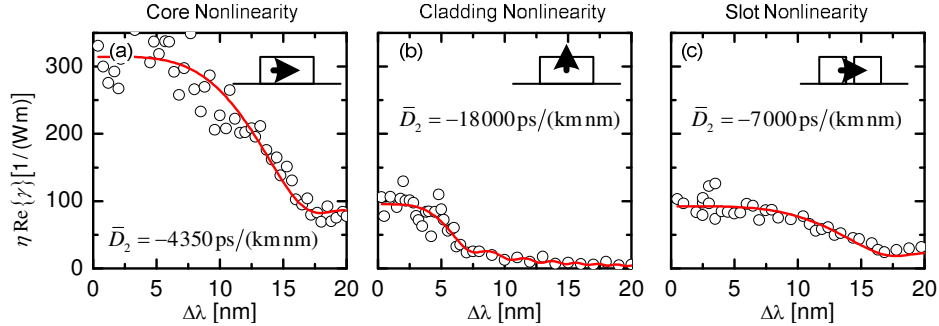 Core Nonlinearity Cladding Nonlinearity Slot Nonlinearity
(a) (b) (c)
300
200
100
0
η Re{γ} [1/(Wm)]
D̅₂ = −4350 ps/(km nm)
D̅₂ = −18000 ps/(km nm)
D̅₂ = −7000 ps/(km nm)
0 5 10 15 20 0 5 10 15 20 0 5 10 15 20
Δλ [nm] Δλ [nm] Δλ [nm]